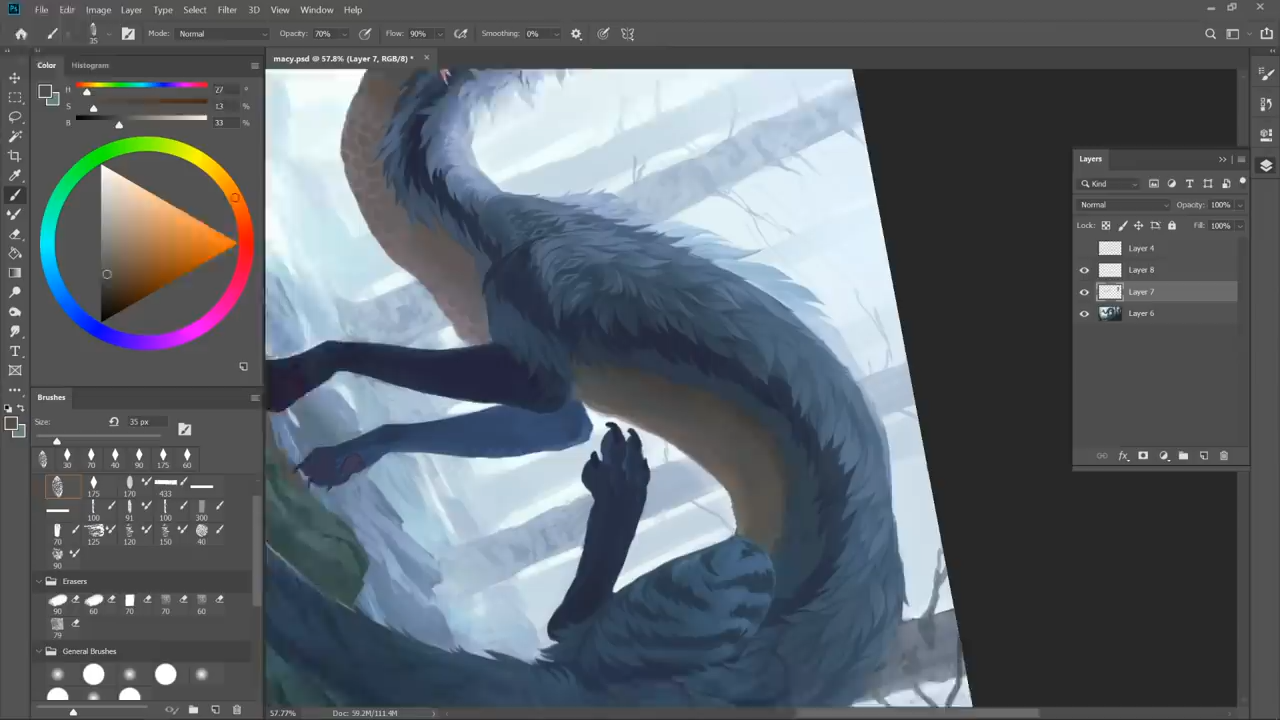 Ps File Edit Image Layer Type Select Filter 3D View Window Help
35 Mode: Normal Opacity: 70% Flow: 90% Smoothing: 0%
macy.psd @ 57.8% (Layer 7, RGB/8) * ×
Color Histogram
H 27 °
S 13 %
B 33 %
Brushes
Size: 35 px
30 70 40 90 175 60
175 170 433
100 91 100 300
70 125 120 150 40
90
Erasers
90 60 70 70 60
79
General Brushes
57.77% Doc: 59.2M/111.4M
Layers
Kind
Normal Opacity: 100%
Lock: Fill: 100%
Layer 4
Layer 8
Layer 7
Layer 6
fx